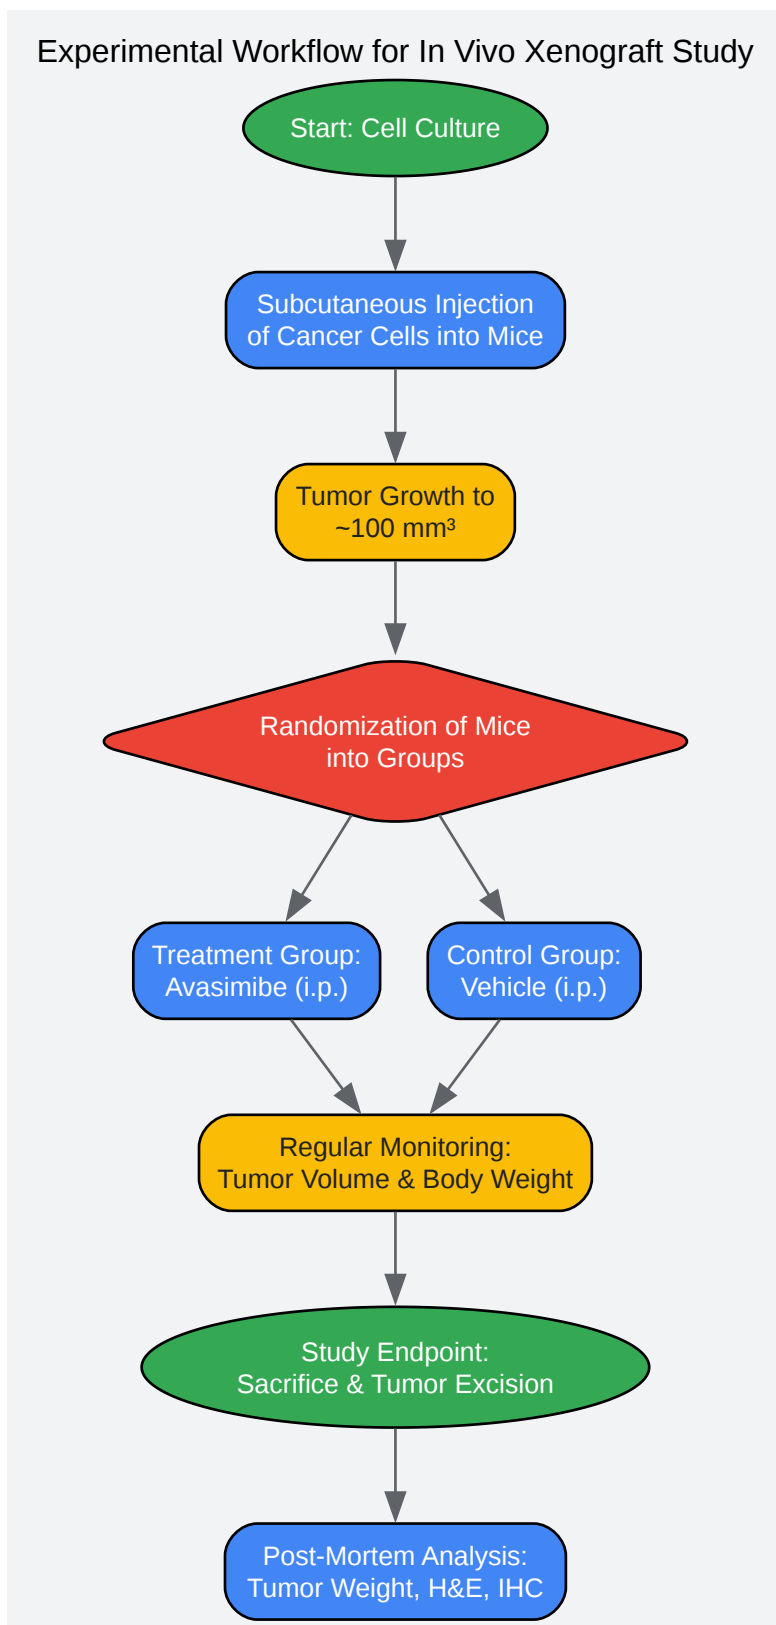 Experimental Workflow for In Vivo Xenograft Study
Start: Cell Culture
Subcutaneous Injection
of Cancer Cells into Mice
Tumor Growth to
~100 mm³
Randomization of Mice
into Groups
Treatment Group:
Avasimibe (i.p.)
Control Group:
Vehicle (i.p.)
Regular Monitoring:
Tumor Volume & Body Weight
Study Endpoint:
Sacrifice & Tumor Excision
Post-Mortem Analysis:
Tumor Weight, H&E, IHC